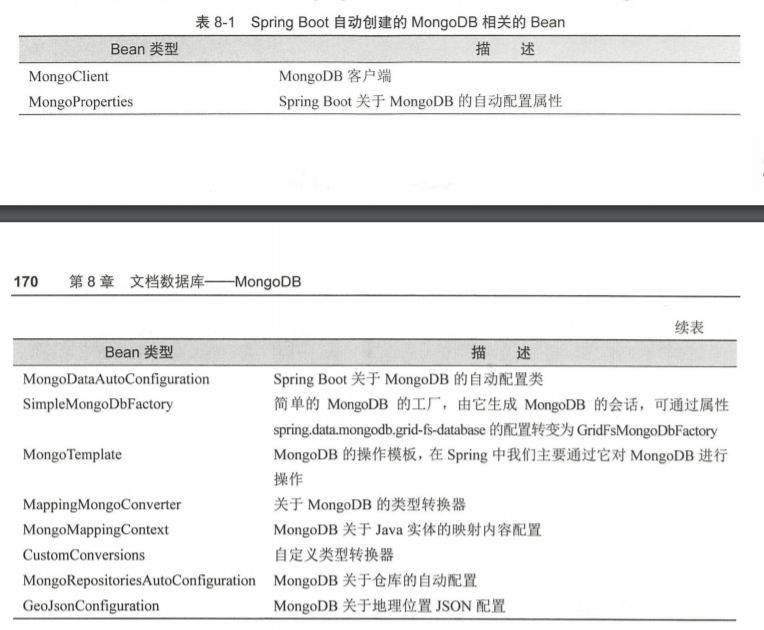 表 8-1 Spring Boot 自动创建的 MongoDB 相关的 Bean
Bean 类型 描 述
MongoClient MongoDB 客户端
MongoProperties Spring Boot 关于 MongoDB 的自动配置属性
170 第 8 章 文档数据库——MongoDB
续表
Bean 类型 描 述
MongoDataAutoConfiguration Spring Boot 关于 MongoDB 的自动配置类
SimpleMongoDbFactory 简单的 MongoDB 的工厂，由它生成 MongoDB 的会话，可通过属性
spring.data.mongodb.grid-fs-database 的配置转变为 GridFsMongoDbFactory
MongoTemplate MongoDB 的操作模板，在 Spring 中我们主要通过它对 MongoDB 进行
操作
MappingMongoConverter 关于 MongoDB 的类型转换器
MongoMappingContext MongoDB 关于 Java 实体的映射内容配置
CustomConversions 自定义类型转换器
MongoRepositoriesAutoConfiguration MongoDB 关于仓库的自动配置
GeoJsonConfiguration MongoDB 关于地理位置 JSON 配置